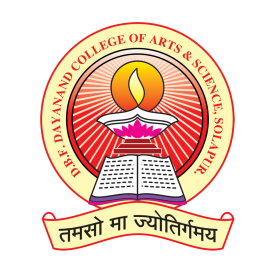 D.B.F. DAYANAND COLLEGE OF ARTS & SCIENCE, SOLAPUR
तमसो मा ज्योतिर्गमय